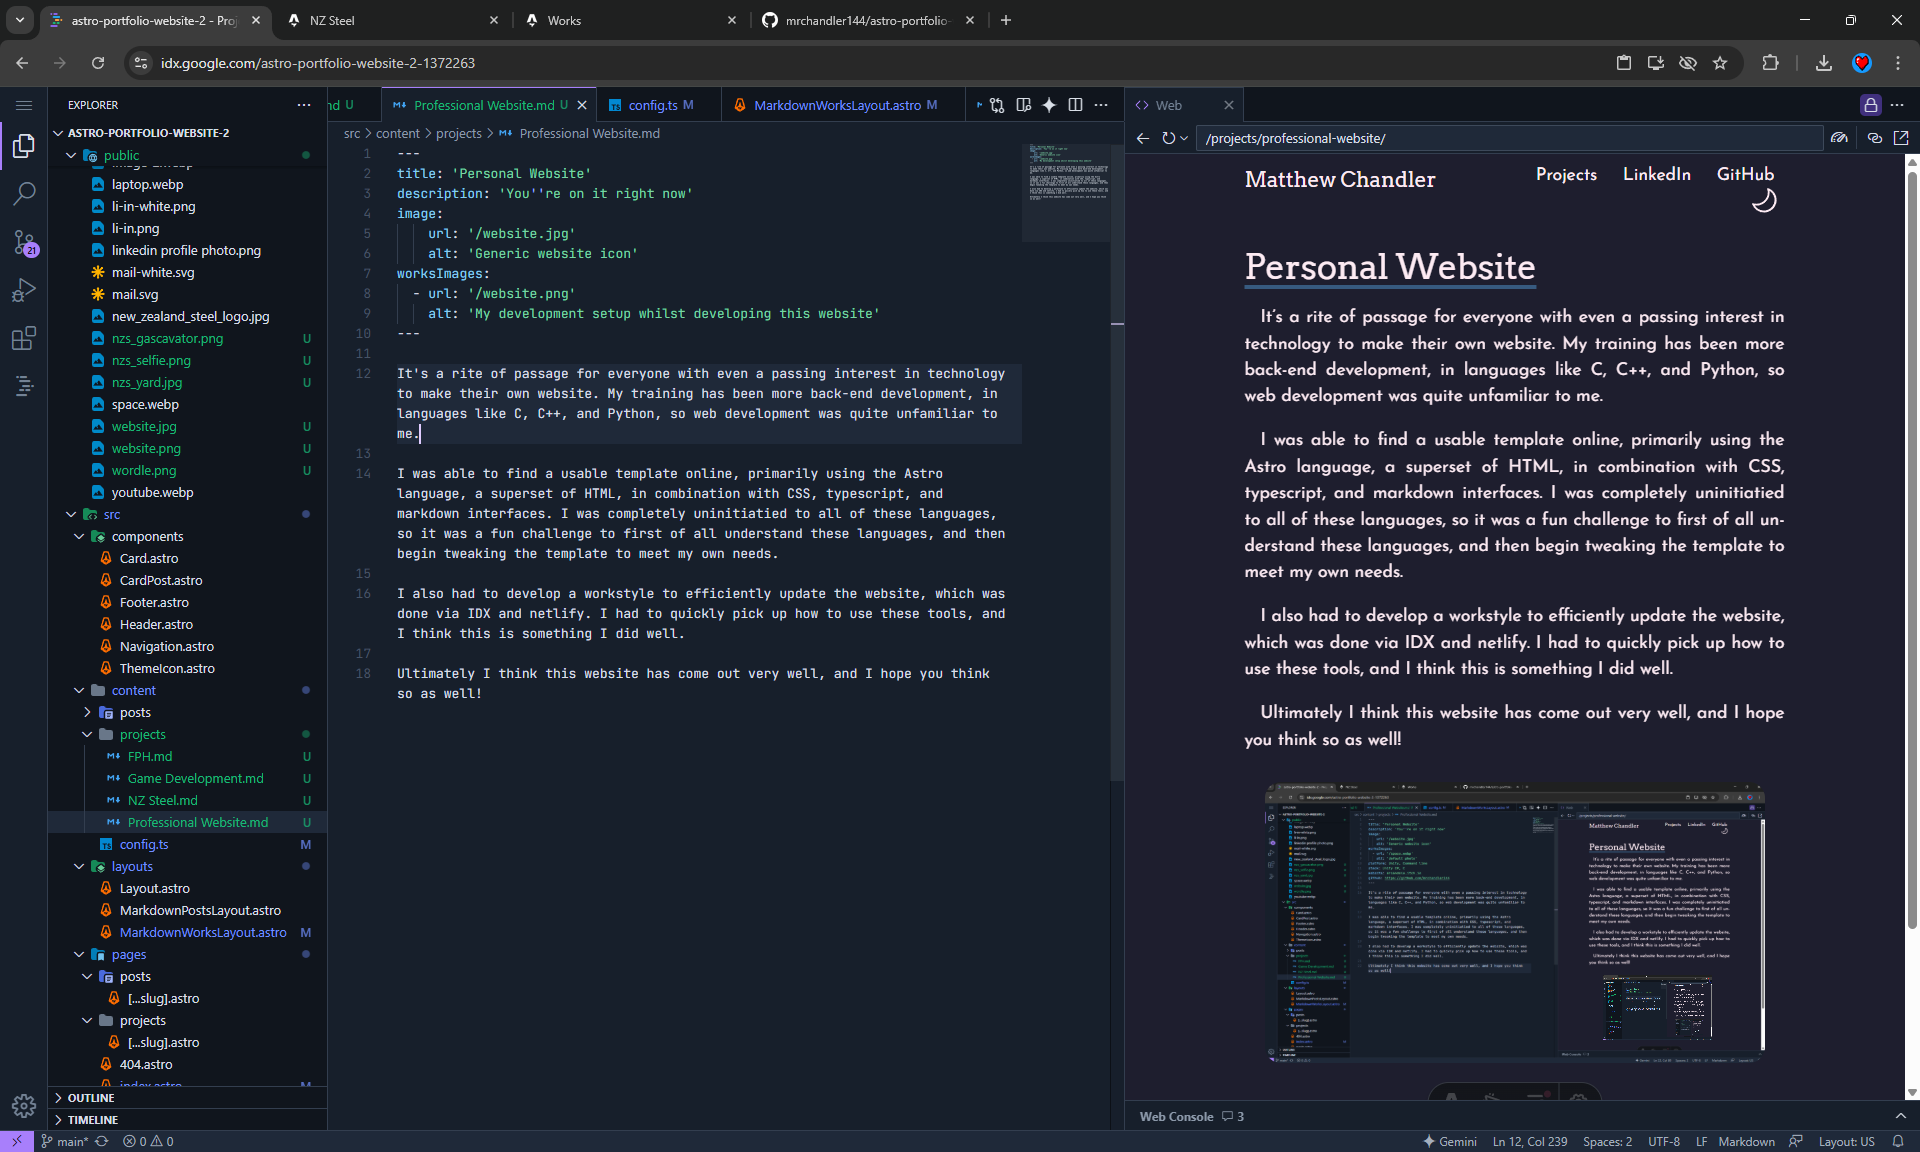 astro-portfolio-website-2 - Proj
NZ Steel
Works
mrchandler144/astro-portfolio-
idx.google.com/astro-portfolio-website-2-1372263
EXPLORER
ASTRO-PORTFOLIO-WEBSITE-2
public
laptop.webp
li-in-white.png
li-in.png
linkedin profile photo.png
mail-white.svg
mail.svg
new_zealand_steel_logo.jpg
nzs_gascavator.png U
nzs_selfie.png U
nzs_yard.jpg U
space.webp
website.jpg U
website.png U
wordle.png U
youtube.webp
src
components
Card.astro
CardPost.astro
Footer.astro
Header.astro
Navigation.astro
ThemeIcon.astro
content
posts
projects
FPH.md U
Game Development.md U
NZ Steel.md U
Professional Website.md U
config.ts M
layouts
Layout.astro
MarkdownPostsLayout.astro
MarkdownWorksLayout.astro M
pages
posts
[...slug].astro
projects
[...slug].astro
404.astro
index.astro M
OUTLINE
TIMELINE
21
nd U
Professional Website.md U
config.ts M
MarkdownWorksLayout.astro M
src > content > projects > Professional Website.md
1 ---
2 title: 'Personal Website'
3 description: 'You''re on it right now'
4 image:
5 url: '/website.jpg'
6 alt: 'Generic website icon'
7 worksImages:
8 - url: '/website.png'
9 alt: 'My development setup whilst developing this website'
10 ---
11
12 It's a rite of passage for everyone with even a passing interest in technology
to make their own website. My training has been more back-end development, in
languages like C, C++, and Python, so web development was quite unfamiliar to
me.
13
14 I was able to find a usable template online, primarily using the Astro
language, a superset of HTML, in combination with CSS, typescript, and
markdown interfaces. I was completely uninitiatied to all of these languages,
so it was a fun challenge to first of all understand these languages, and then
begin tweaking the template to meet my own needs.
15
16 I also had to develop a workstyle to efficiently update the website, which was
done via IDX and netlify. I had to quickly pick up how to use these tools, and
I think this is something I did well.
17
18 Ultimately I think this website has come out very well, and I hope you think
so as well!
Web
/projects/professional-website/
Matthew Chandler
Projects LinkedIn GitHub
Personal Website
It's a rite of passage for everyone with even a passing interest in
technology to make their own website. My training has been more
back-end development, in languages like C, C++, and Python, so
web development was quite unfamiliar to me.
I was able to find a usable template online, primarily using the
Astro language, a superset of HTML, in combination with CSS,
typescript, and markdown interfaces. I was completely uninitiatied
to all of these languages, so it was a fun challenge to first of all un-
derstand these languages, and then begin tweaking the template to
meet my own needs.
I also had to develop a workstyle to efficiently update the website,
which was done via IDX and netlify. I had to quickly pick up how to
use these tools, and I think this is something I did well.
Ultimately I think this website has come out very well, and I hope
you think so as well!
Matthew Chandler
Projects LinkedIn GitHub
Personal Website
Web Console 3
main*
0 0
Gemini
Ln 12, Col 239
Spaces: 2
UTF-8
LF
Markdown
Layout: US